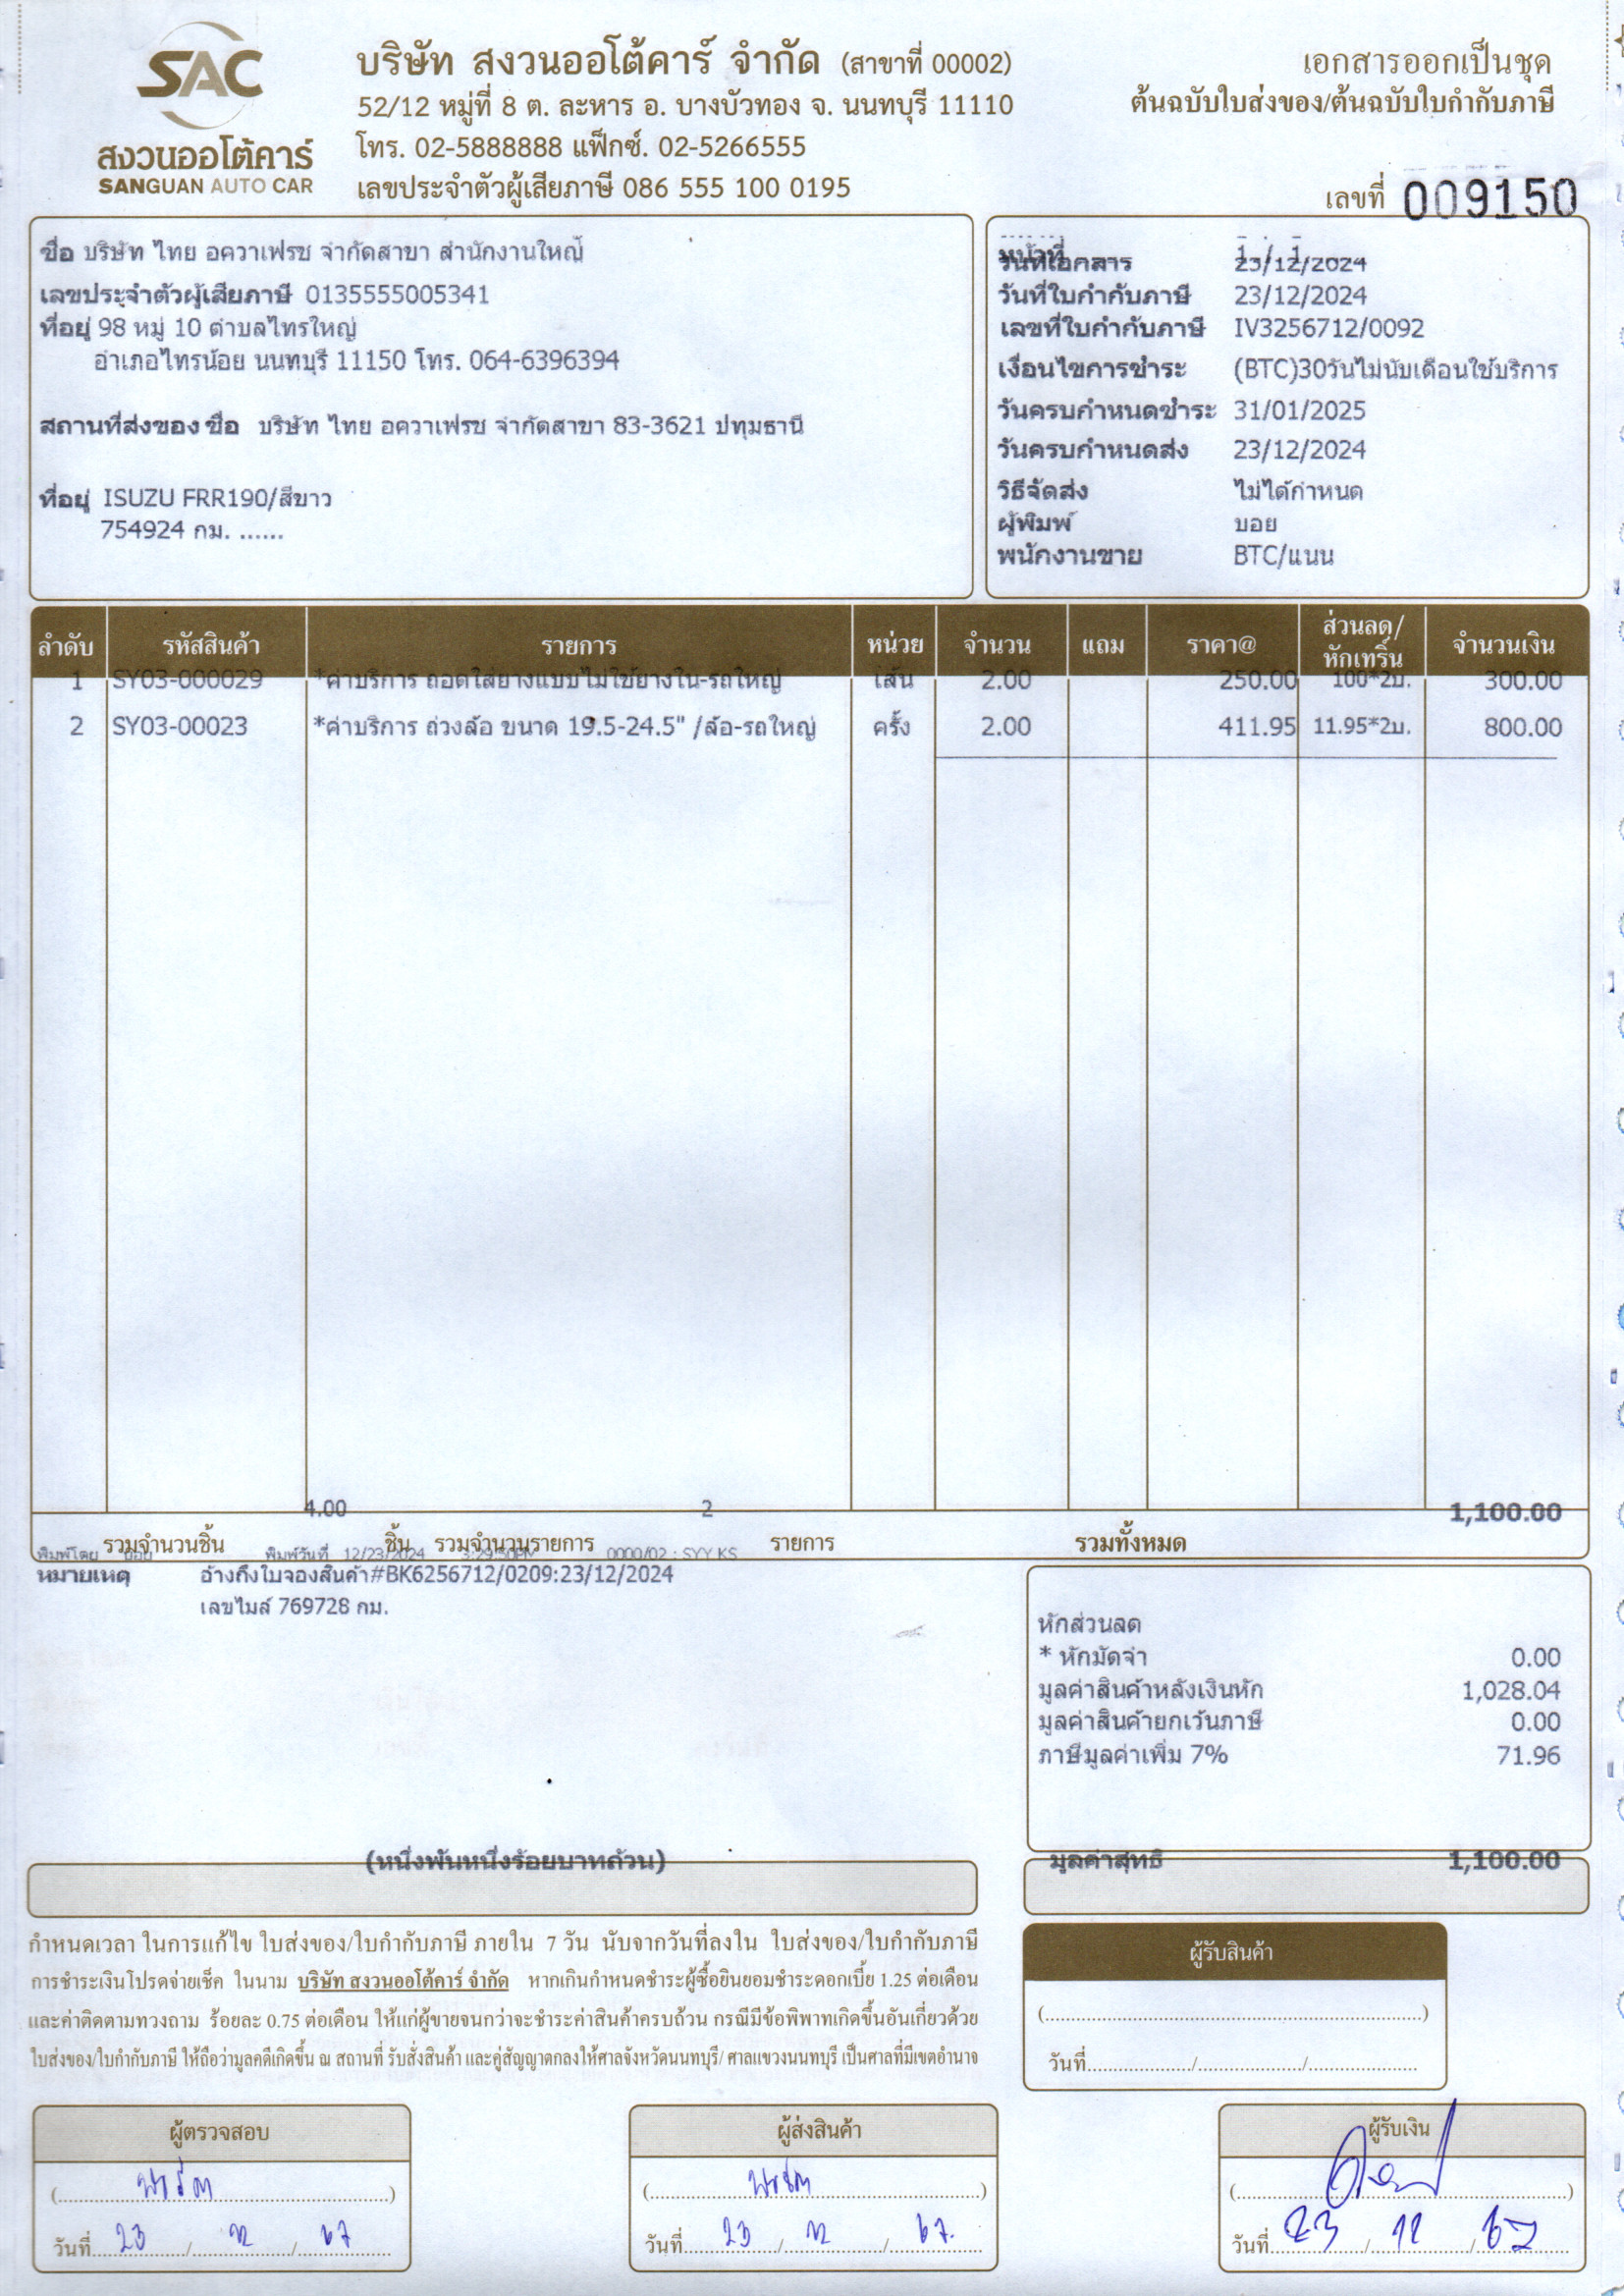 SAC
สงวนออโต้คาร์
SANGUAN AUTO CAR
บริษัท สงวนออโต้คาร์ จำกัด (สาขาที่ 00002)
52/12 หมู่ที่ 8 ต. ละหาร อ. บางบัวทอง จ. นนทบุรี 11110
โทร. 02-5888888 แฟ็กซ์. 02-5266555
เลขประจำตัวผู้เสียภาษี 086 555 100 0195
เอกสารออกเป็นชุด
ต้นฉบับใบส่งของ/ต้นฉบับใบกำกับภาษี
เลขที่ 009150
ชื่อ บริษัท ไทย อควาเฟรช จำกัดสาขา สำนักงานใหญ่
เลขประจำตัวผู้เสียภาษี 0135555005341
ที่อยู่ 98 หมู่ 10 ตำบลไทรใหญ่
อำเภอไทรน้อย นนทบุรี 11150 โทร. 064-6396394
สถานที่ส่งของ ชื่อ บริษัท ไทย อควาเฟรช จำกัดสาขา 83-3621 ปทุมธานี
ที่อยู่ ISUZU FRR190/สีขาว
754924 กม. ......
หน้าที่ 1 / 1
วันที่เอกสาร 23/12/2024
วันที่ใบกำกับภาษี 23/12/2024
เลขที่ใบกำกับภาษี IV3256712/0092
เงื่อนไขการชำระ (BTC)30วันไม่นับเดือนใช้บริการ
วันครบกำหนดชำระ 31/01/2025
วันครบกำหนดส่ง 23/12/2024
วิธีจัดส่ง ไม่ได้กำหนด
ผู้พิมพ์ บอย
พนักงานขาย BTC/แนน
ลำดับ รหัสสินค้า รายการ หน่วย จำนวน แถม ราคา@ ส่วนลด/หักเทริ์น จำนวนเงิน
1 SY03-000029 *ค่าบริการ ถอดใส่ยางแบบไม่ใช้ยางใน-รถใหญ่ เส้น 2.00 250.00 100*2บ. 300.00
2 SY03-00023 *ค่าบริการ ถ่วงล้อ ขนาด 19.5-24.5" /ล้อ-รถใหญ่ ครั้ง 2.00 411.95 11.95*2บ. 800.00
4.00 2 1,100.00
รวมจำนวนชิ้น ชิ้น รวมจำนวนรายการ รายการ รวมทั้งหมด
พิมพ์โดย บอย พิมพ์วันที่ 12/23/2024 3:29:50PM 0000/02 : SYY KS
หมายเหตุ อ้างถึงใบจองสินค้า#BK6256712/0209:23/12/2024
เลขไมล์ 769728 กม.
หักส่วนลด
* หักมัดจำ 0.00
มูลค่าสินค้าหลังเงินหัก 1,028.04
มูลค่าสินค้ายกเว้นภาษี 0.00
ภาษีมูลค่าเพิ่ม 7% 71.96
(หนึ่งพันหนึ่งร้อยบาทถ้วน)
มูลค่าสุทธิ 1,100.00
กำหนดเวลา ในการแก้ไข ใบส่งของ/ใบกำกับภาษี ภายใน 7 วัน นับจากวันที่ลงใน ใบส่งของ/ใบกำกับภาษี
การชำระเงินโปรดจ่ายเช็ค ในนาม บริษัท สงวนออโต้คาร์ จำกัด หากเกินกำหนดชำระผู้ซื้อยินยอมชำระดอกเบี้ย 1.25 ต่อเดือน
และค่าติดตามทวงถาม ร้อยละ 0.75 ต่อเดือน ให้แก่ผู้ขายจนกว่าจะชำระค่าสินค้าครบถ้วน กรณีมีข้อพิพาทเกิดขึ้นอันเกี่ยวด้วย
ใบส่งของ/ใบกำกับภาษี ให้ถือว่ามูลคดีเกิดขึ้น ณ สถานที่ รับสั่งสินค้า และคู่สัญญาตกลงให้ศาลจังหวัดนนทบุรี/ ศาลแขวงนนทบุรี เป็นศาลที่มีเขตอำนาจ
ผู้รับสินค้า
(....................)
วันที่........../........../..........
ผู้ตรวจสอบ
วันที่ 23 / 12 / 67
ผู้ส่งสินค้า
วันที่ 23 / 12 / 67.
ผู้รับเงิน
วันที่ 23 / 12 / 67